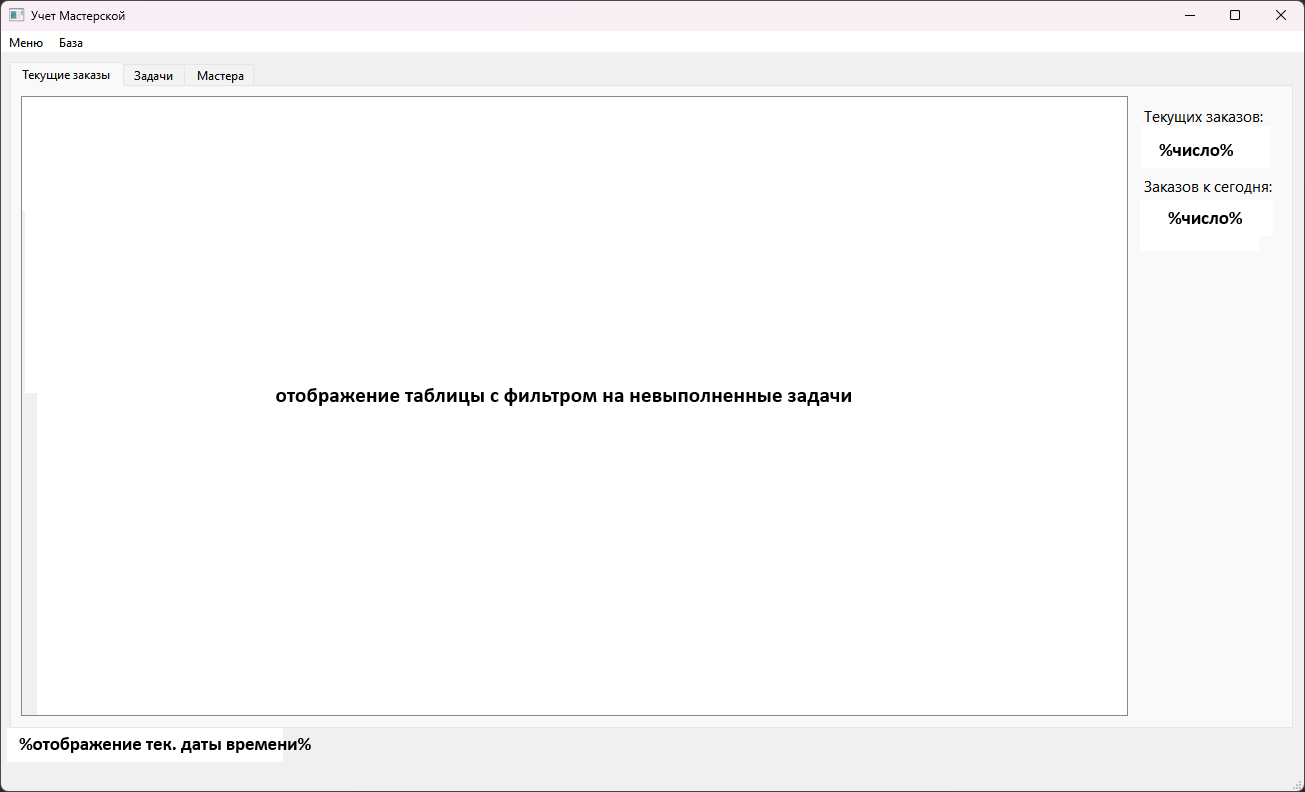 Учет Мастерской
Меню База
Текущие заказы Задачи Мастера
Текущих заказов:
%число%
Заказов к сегодня:
%число%
отображение таблицы с фильтром на невыполненные задачи
%отображение тек. даты времени%